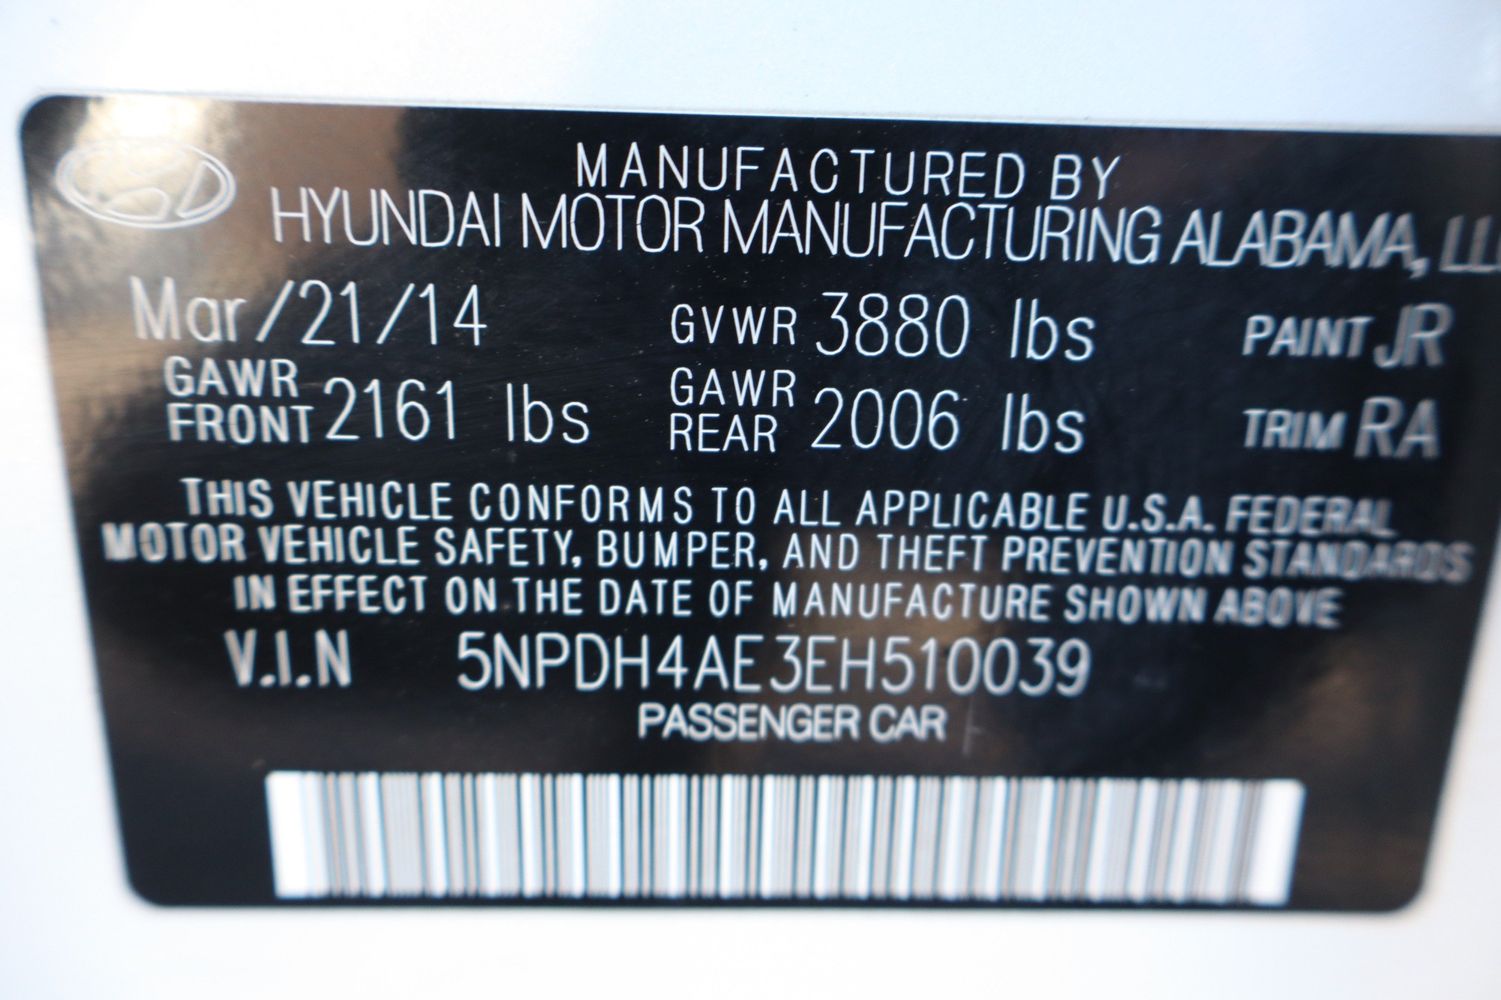 MANUFACTURED BY
HYUNDAI MOTOR MANUFACTURING ALABAMA, LLC
Mar/21/14 GVWR 3880 lbs PAINT JR
GAWR FRONT 2161 lbs GAWR REAR 2006 lbs TRIM RA
THIS VEHICLE CONFORMS TO ALL APPLICABLE U.S.A. FEDERAL
MOTOR VEHICLE SAFETY, BUMPER, AND THEFT PREVENTION STANDARDS
IN EFFECT ON THE DATE OF MANUFACTURE SHOWN ABOVE
V.I.N 5NPDH4AE3EH510039
PASSENGER CAR